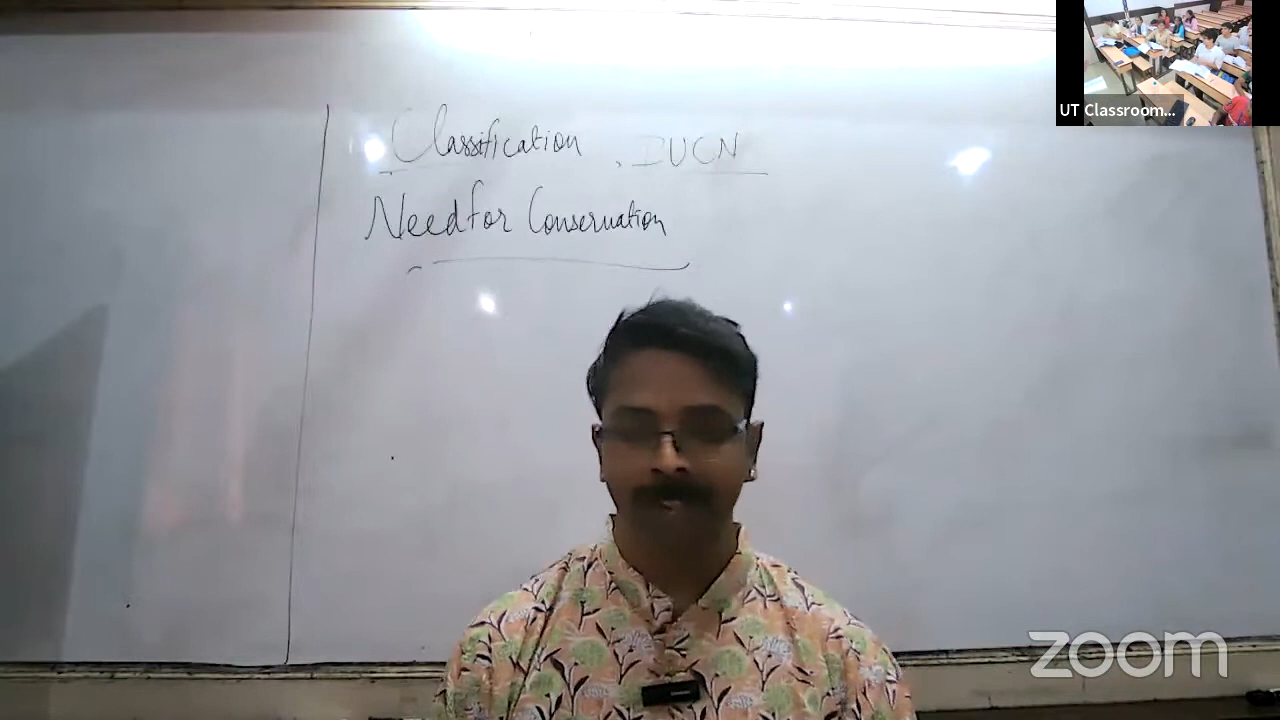 Classification , IUCN
Need for Conservation
UT Classroom...
zoom